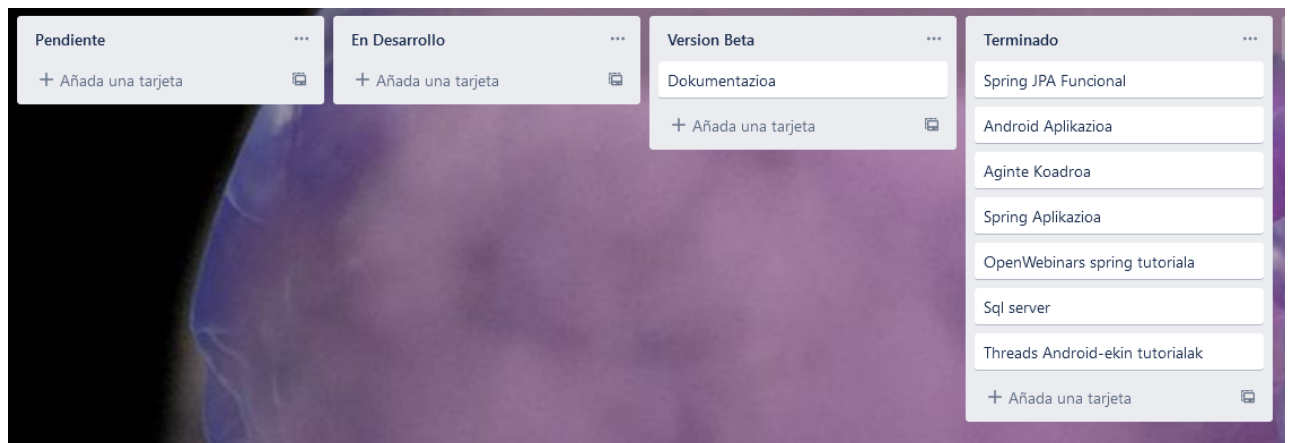 Pendiente
+ Añada una tarjeta
En Desarrollo
+ Añada una tarjeta
Version Beta
Dokumentazioa
+ Añada una tarjeta
Terminado
Spring JPA Funcional
Android Aplikazioa
Aginte Koadroa
Spring Aplikazioa
OpenWebinars spring tutoriala
Sql server
Threads Android-ekin tutorialak
+ Añada una tarjeta